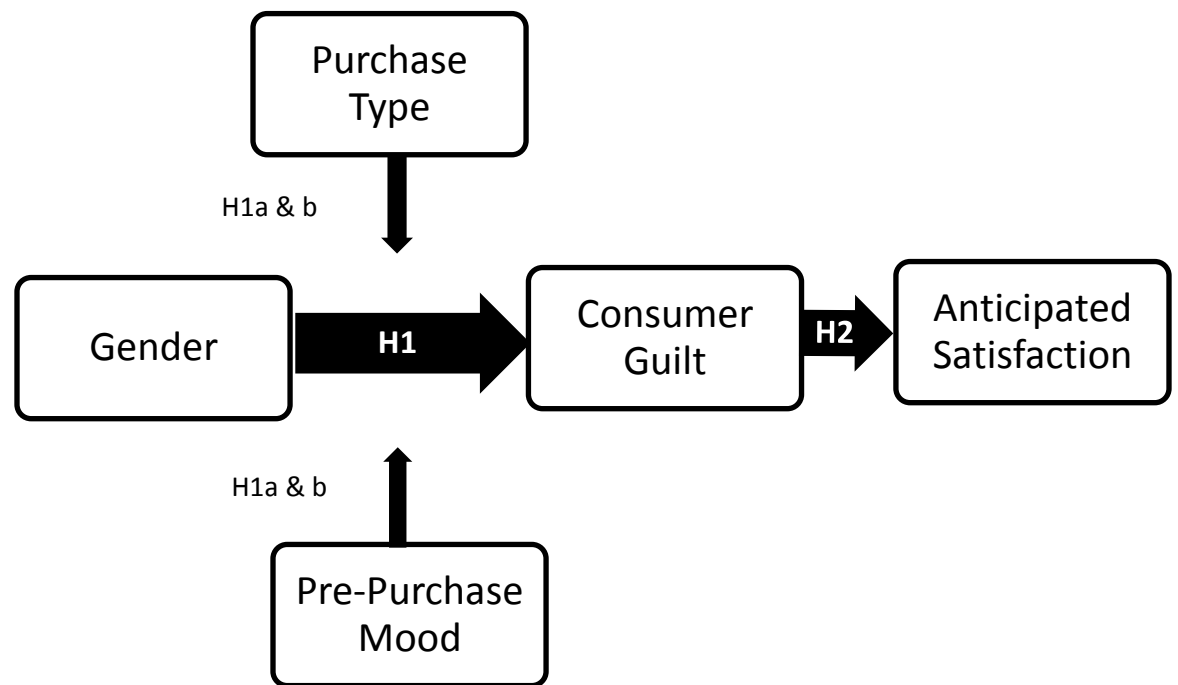 Purchase
Type
H1a & b
Gender
H1
Consumer
Guilt
H2
Anticipated
Satisfaction
H1a & b
Pre-Purchase
Mood